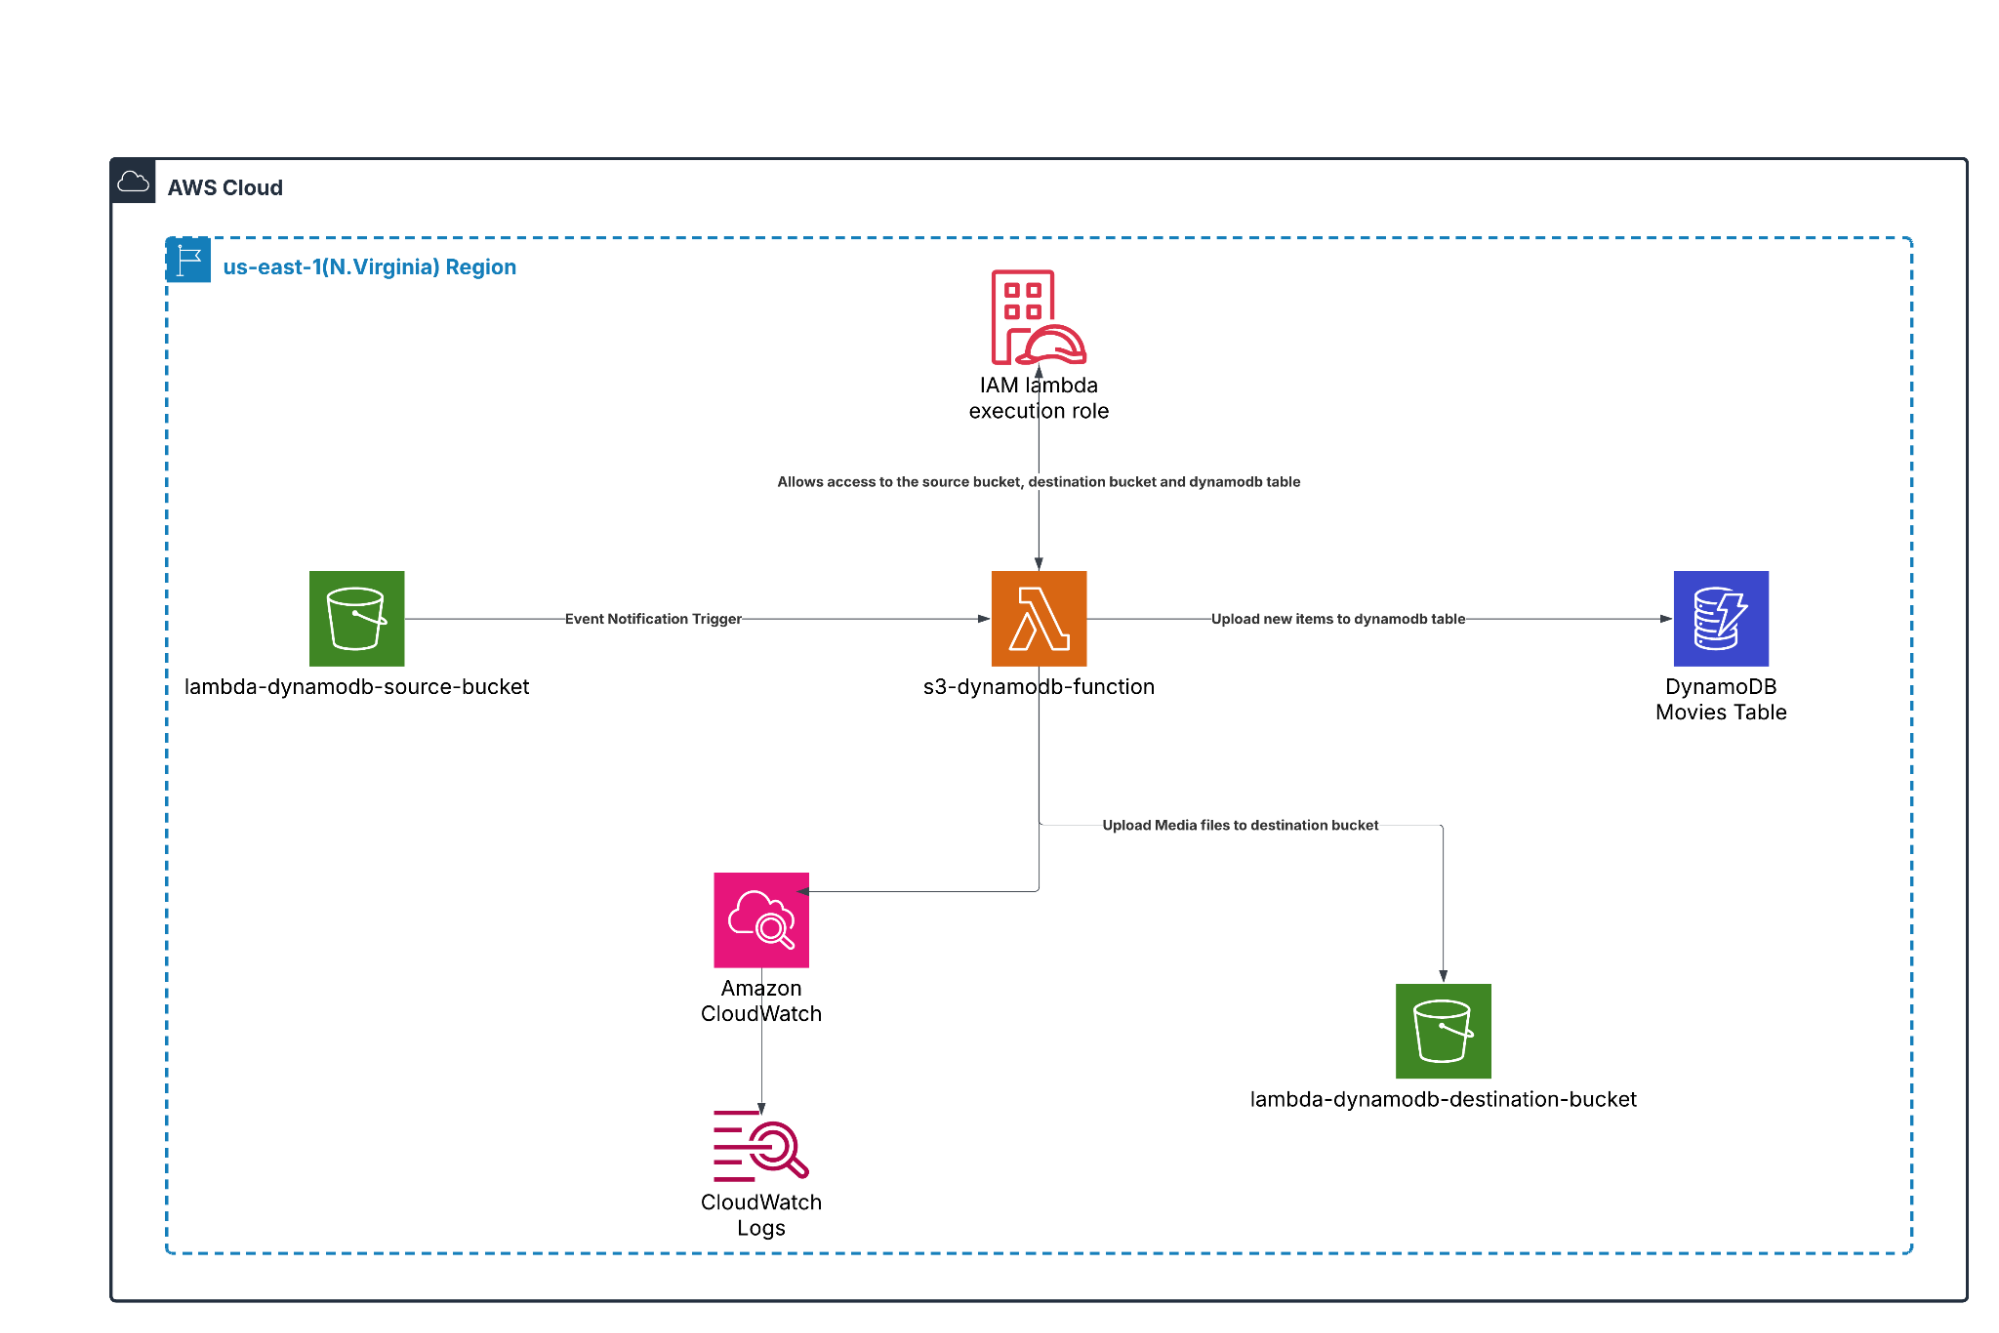 AWS Cloud
us-east-1(N.Virginia) Region
IAM lambda
execution role
Allows access to the source bucket, destination bucket and dynamodb table
Event Notification Trigger
Upload new items to dynamodb table
lambda-dynamodb-source-bucket
s3-dynamodb-function
DynamoDB
Movies Table
Upload Media files to destination bucket
Amazon
CloudWatch
lambda-dynamodb-destination-bucket
CloudWatch
Logs